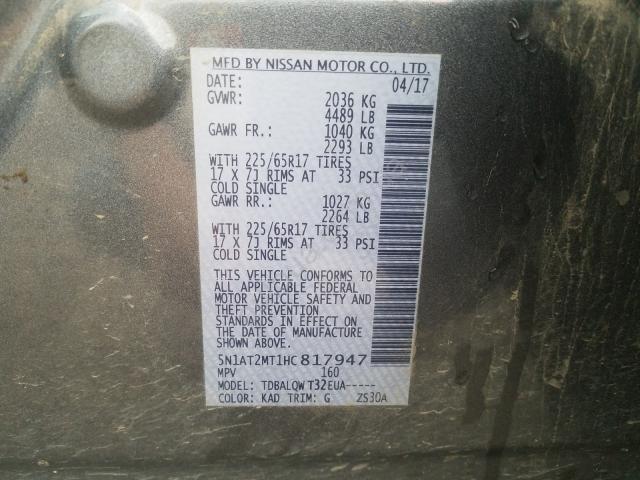 MFD BY NISSAN MOTOR CO., LTD.
DATE: 04/17
GVWR: 2036 KG
4489 LB
GAWR FR.: 1040 KG
2293 LB
WITH 225/65R17 TIRES
17 X 7J RIMS AT 33 PSI
COLD SINGLE
GAWR RR.: 1027 KG
2264 LB
WITH 225/65R17 TIRES
17 X 7J RIMS AT 33 PSI
COLD SINGLE
THIS VEHICLE CONFORMS TO
ALL APPLICABLE FEDERAL
MOTOR VEHICLE SAFETY AND
THEFT PREVENTION
STANDARDS IN EFFECT ON
THE DATE OF MANUFACTURE
SHOWN ABOVE.
5N1AT2MT1HC817947
MPV 160
MODEL: TDBALQWT32EUA-----
COLOR: KAD TRIM: G ZS30A